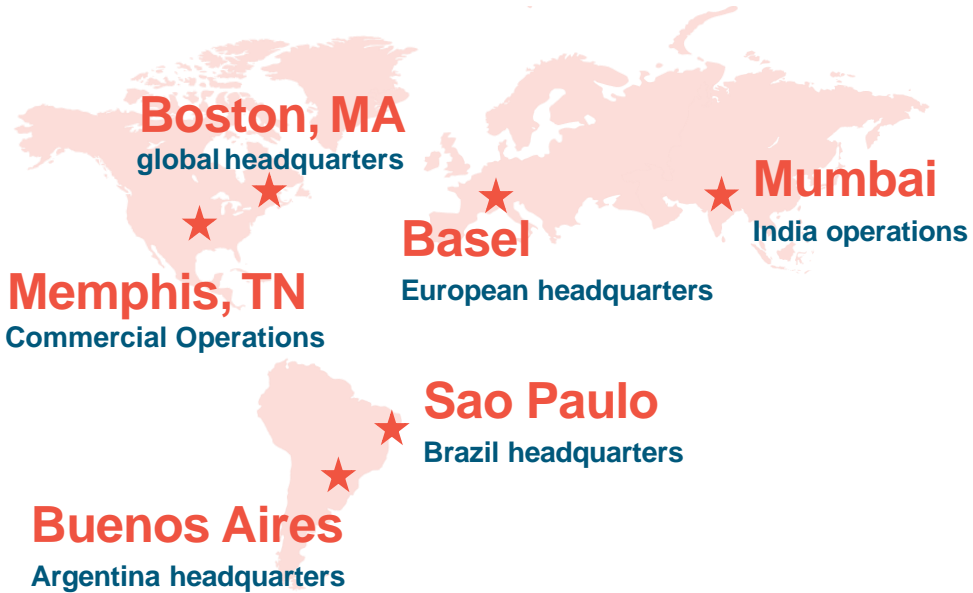 Boston, MA
global headquarters
Mumbai
India operations
Basel
European headquarters
Memphis, TN
Commercial Operations
Sao Paulo
Brazil headquarters
Buenos Aires
Argentina headquarters